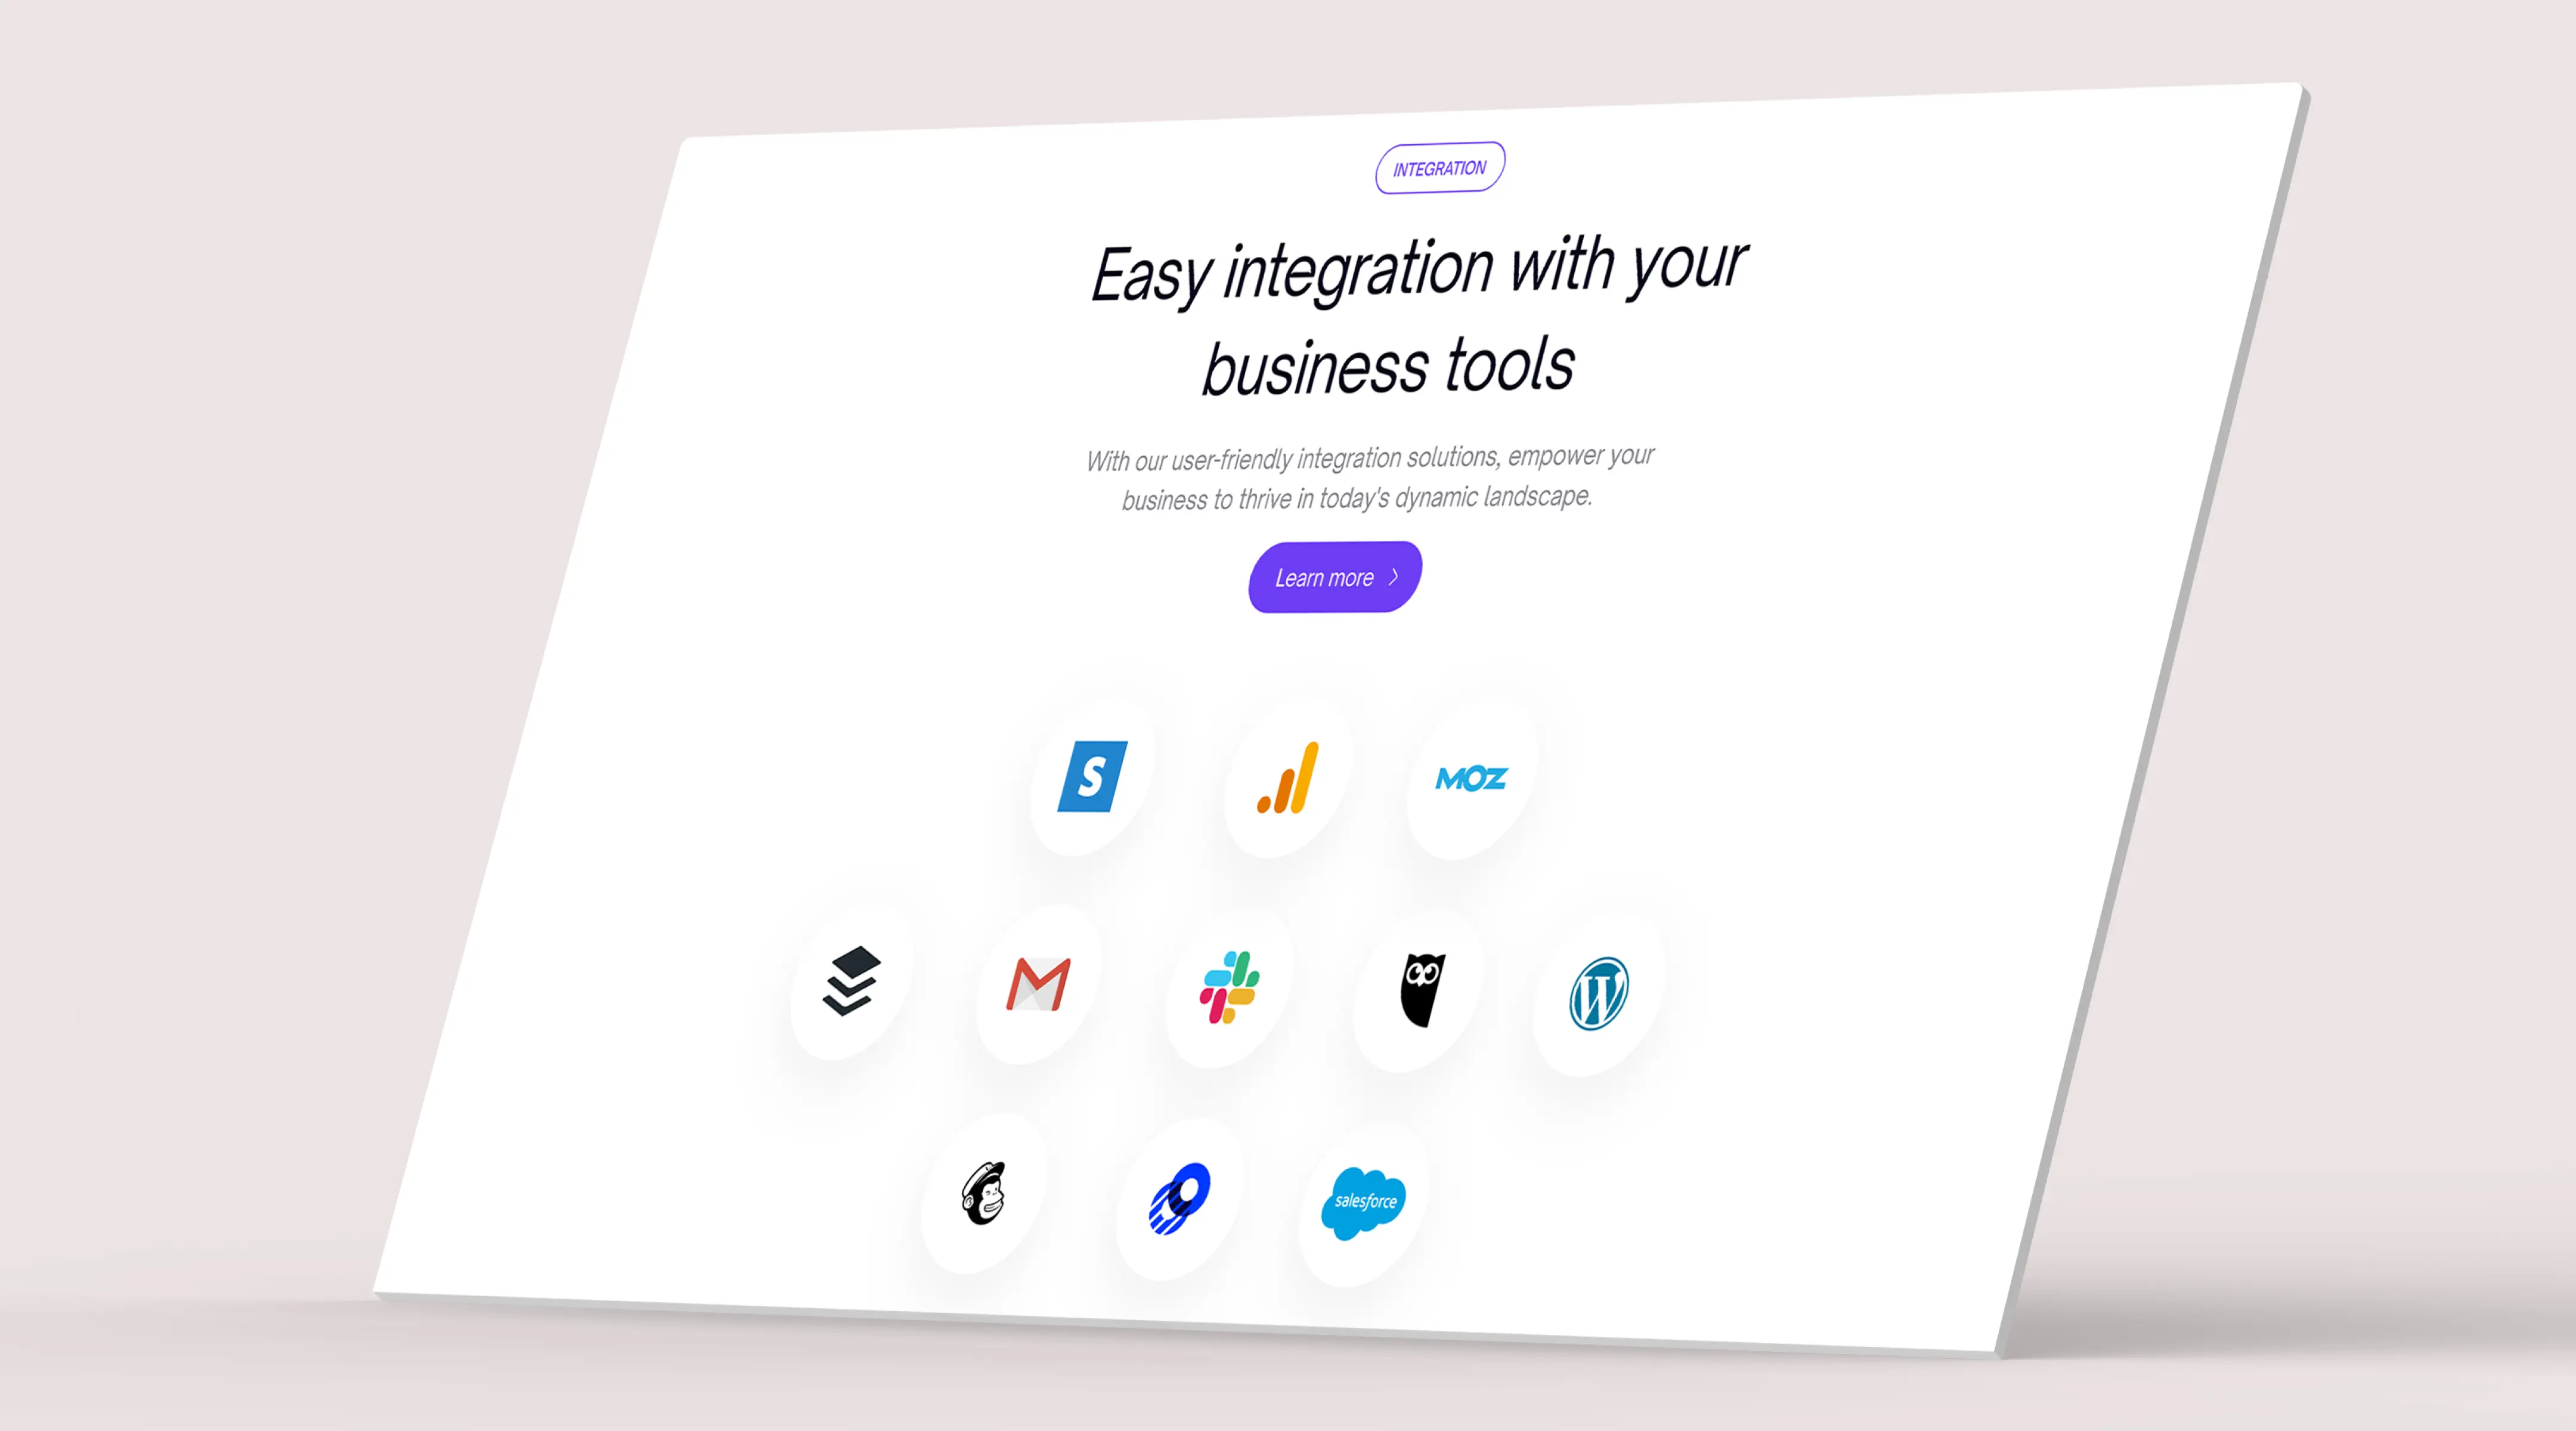 INTEGRATION
Easy integration with your
business tools
With our user-friendly integration solutions, empower your
business to thrive in today's dynamic landscape.
Learn more
S
MOZ
M
W
salesforce